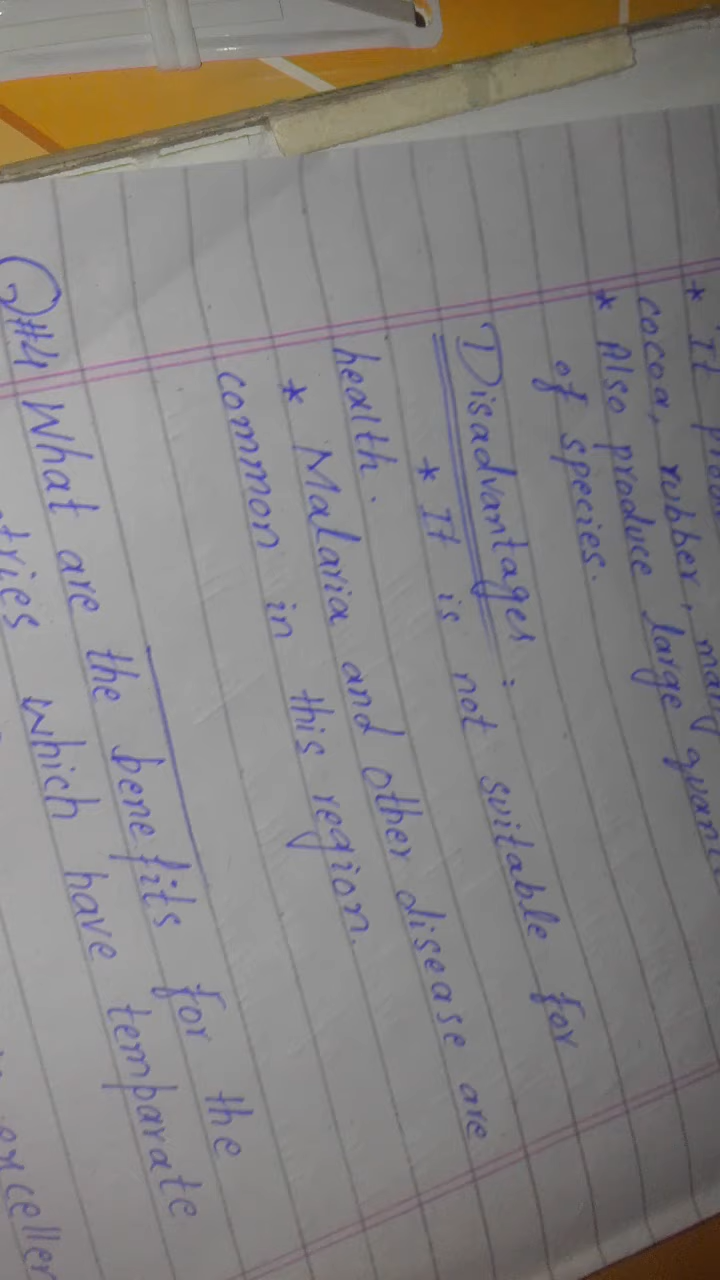 * It
cocoa, rubber, many
* Also produce large
of species.
Disadvantages :
* It is not suitable for
health.
* Malaria and other disease are
common in this region.
Q#4 What are the benefits for the
which have temparate